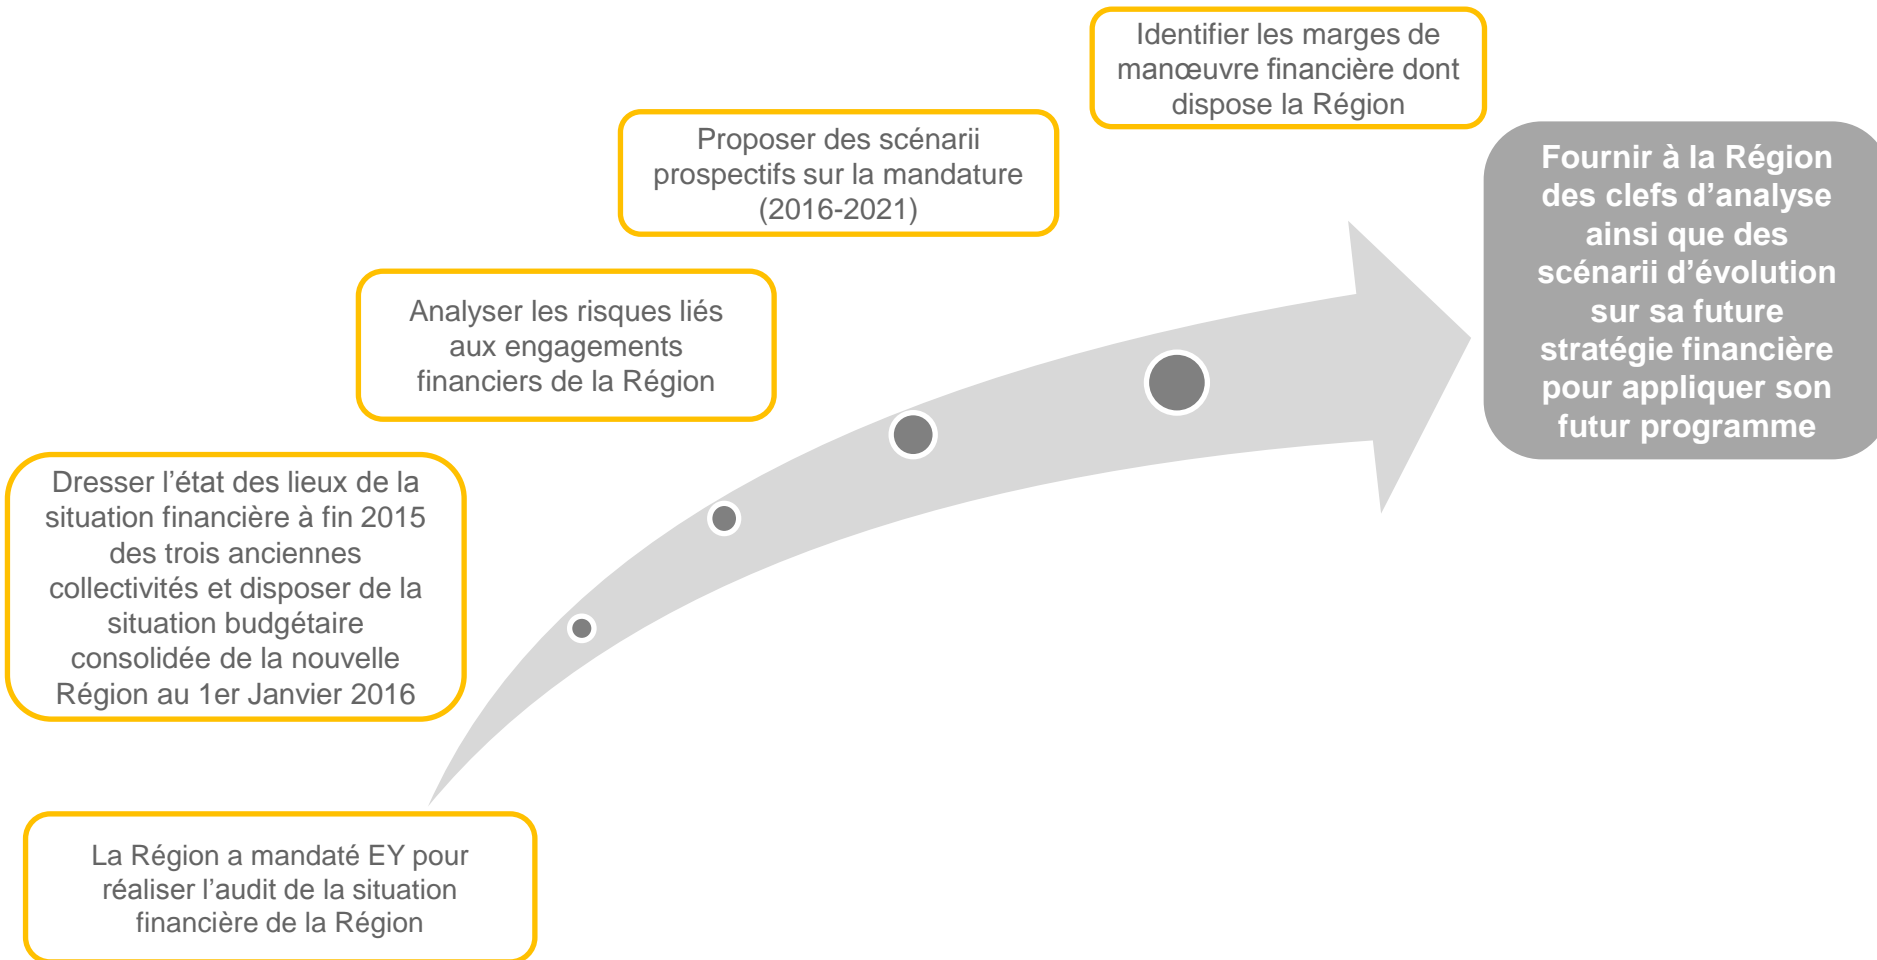 Identifier les marges de
manœuvre financière dont
dispose la Région
Proposer des scénarii
prospectifs sur la mandature
(2016-2021)
Fournir à la Région
des clefs d’analyse
ainsi que des
scénarii d’évolution
sur sa future
stratégie financière
pour appliquer son
futur programme
Analyser les risques liés
aux engagements
financiers de la Région
Dresser l’état des lieux de la
situation financière à fin 2015
des trois anciennes
collectivités et disposer de la
situation budgétaire
consolidée de la nouvelle
Région au 1er Janvier 2016
La Région a mandaté EY pour
réaliser l’audit de la situation
financière de la Région